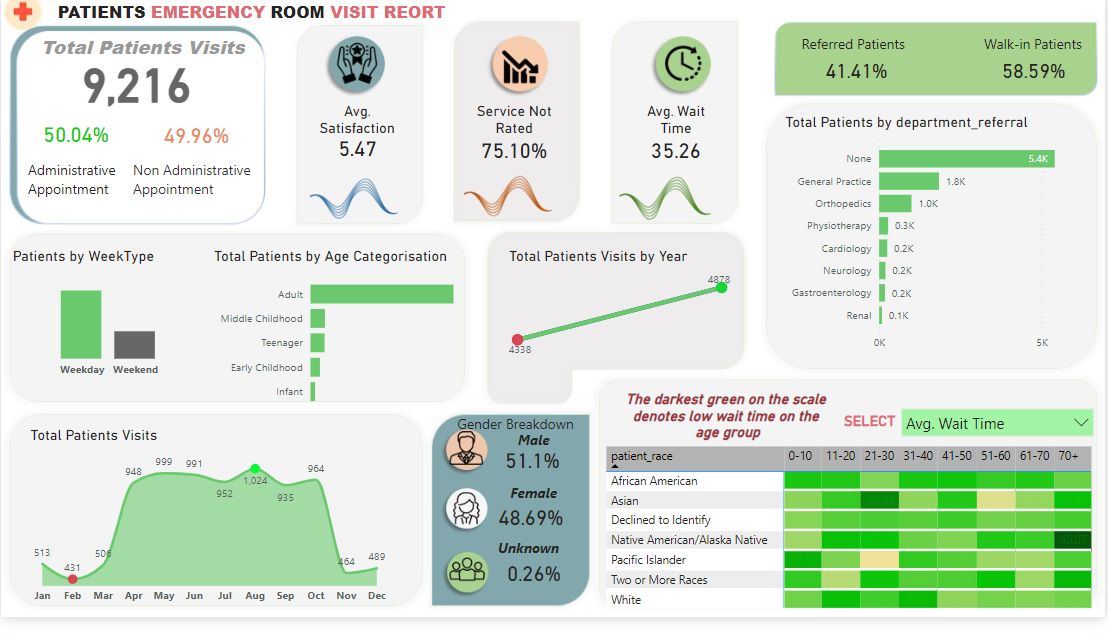 PATIENTS EMERGENCY ROOM VISIT REORT
Total Patients Visits
9,216
50.04%
49.96%
Administrative
Appointment
Non Administrative
Appointment
Avg.
Satisfaction
5.47
Service Not
Rated
75.10%
Avg. Wait
Time
35.26
Referred Patients
41.41%
Walk-in Patients
58.59%
Total Patients by department_referral
None 5.4K
General Practice 1.8K
Orthopedics 1.0K
Physiotherapy 0.3K
Cardiology 0.2K
Neurology 0.2K
Gastroenterology 0.2K
Renal 0.1K
0K 5K
Patients by WeekType
Weekday Weekend
Total Patients by Age Categorisation
Adult
Middle Childhood
Teenager
Early Childhood
Infant
Total Patients Visits by Year
4878
4338
Total Patients Visits
513
431
506
948
999
991
952
1,024
935
964
464
489
Jan Feb Mar Apr May Jun Jul Aug Sep Oct Nov Dec
Gender Breakdown
Male
51.1%
Female
48.69%
Unknown
0.26%
The darkest green on the scale
denotes low wait time on the
age group
SELECT
Avg. Wait Time
patient_race 0-10 11-20 21-30 31-40 41-50 51-60 61-70 70+
African American
Asian
Declined to Identify
Native American/Alaska Native 40.07
Pacific Islander
Two or More Races
White